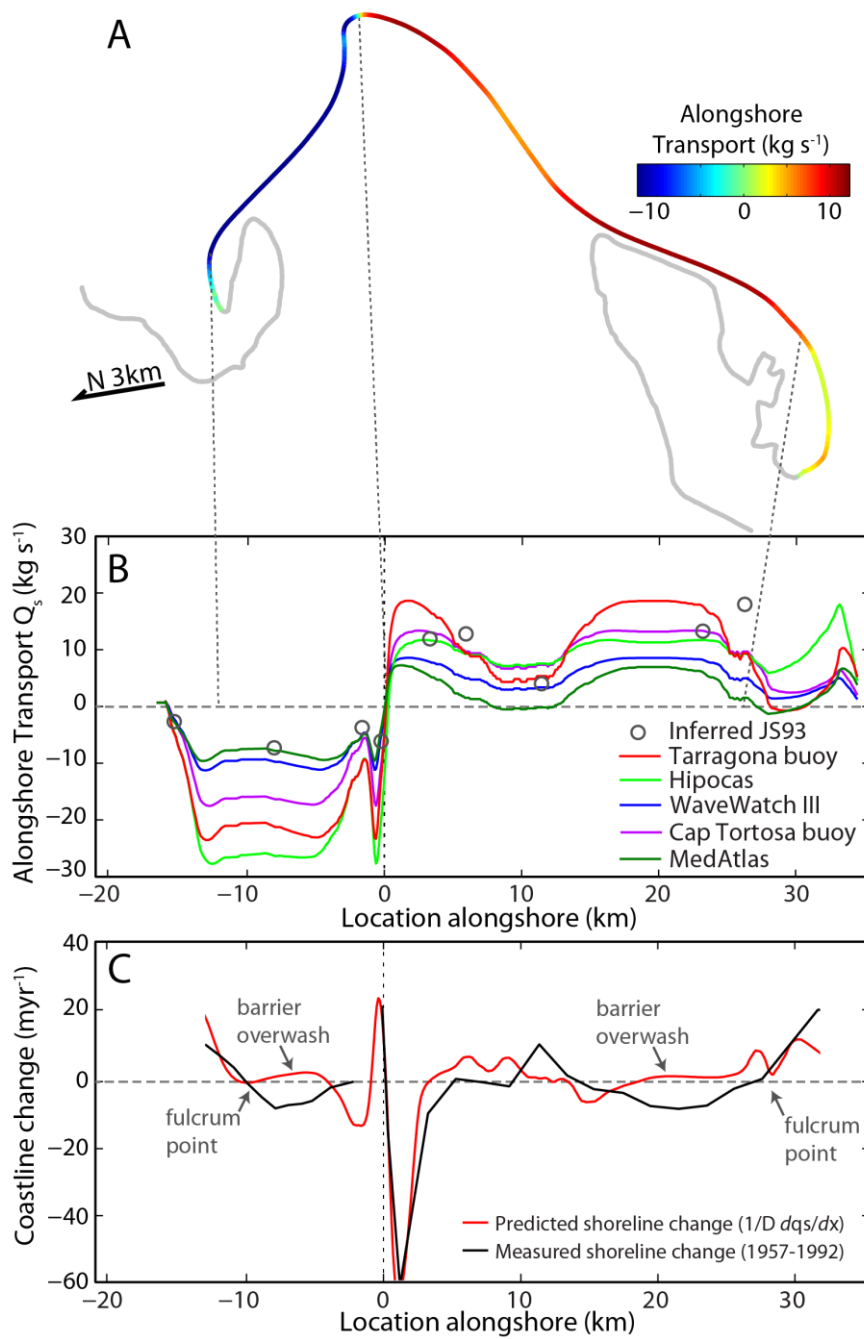 A
Alongshore
Transport (kg s⁻¹)
−10 0 10
N 3km
B
Alongshore Transport Qs (kg s⁻¹)
30
20
10
0
−10
−20
−30
Inferred JS93
Tarragona buoy
Hipocas
WaveWatch III
Cap Tortosa buoy
MedAtlas
−20 −10 0 10 20 30
Location alongshore (km)
C
Coastline change (myr⁻¹)
40
20
0
−20
−40
−60
barrier
overwash
fulcrum
point
barrier
overwash
fulcrum
point
Predicted shoreline change (1/D dqs/dx)
Measured shoreline change (1957-1992)
−20 −10 0 10 20 30
Location alongshore (km)